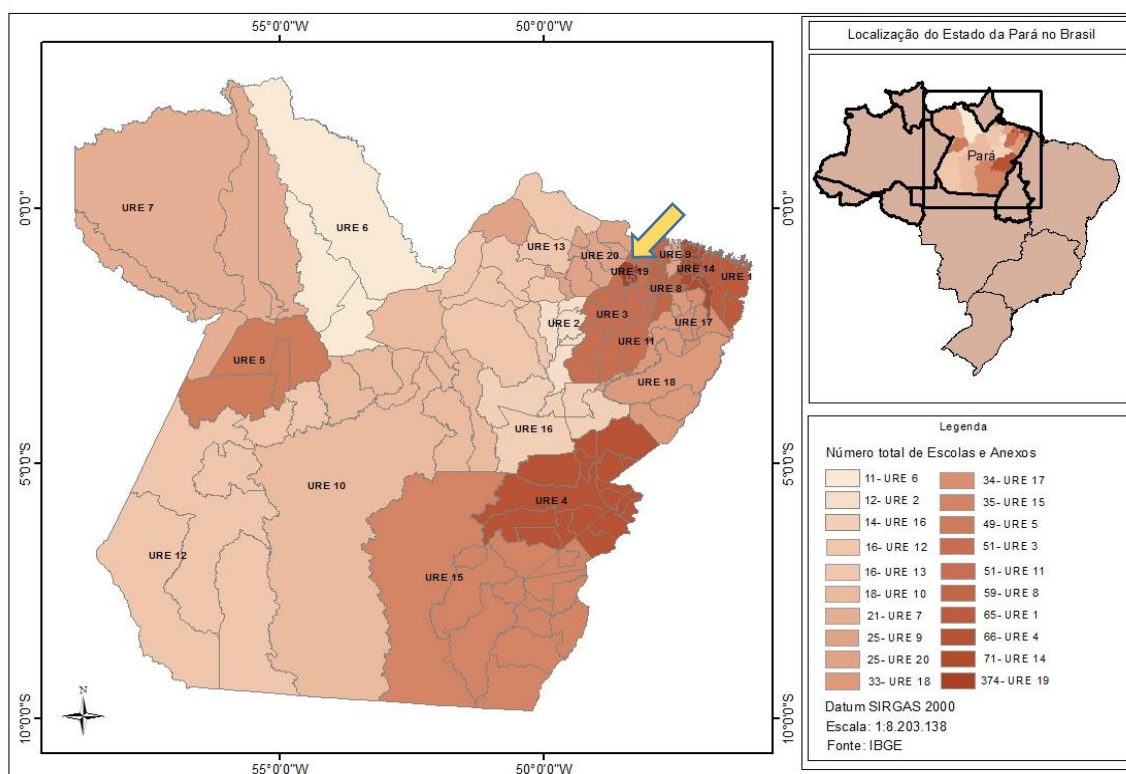 55°0'0"W
50°0'0"W
0°0'0"
0°0'0"
5°0'0"S
5°0'0"S
10°0'0"S
10°0'0"S
55°0'0"W
50°0'0"W
URE 7
URE 6
URE 13
URE 20
URE 9
URE 19
URE 14
URE 1
URE 8
URE 2
URE 3
URE 17
URE 11
URE 5
URE 18
URE 16
URE 4
URE 10
URE 12
URE 15
N
Localização do Estado da Pará no Brasil
Pará
Legenda
Número total de Escolas e Anexos
11- URE 6
12- URE 2
14- URE 16
16- URE 12
16- URE 13
18- URE 10
21- URE 7
25- URE 9
25- URE 20
33- URE 18
34- URE 17
35- URE 15
49- URE 5
51- URE 3
51- URE 11
59- URE 8
65- URE 1
66- URE 4
71- URE 14
374- URE 19
Datum SIRGAS 2000
Escala: 1:8.203.138
Fonte: IBGE